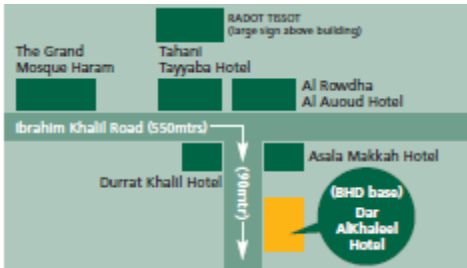 RADOT TISSOT
(large sign above building)
The Grand
Mosque Haram
Tahani
Tayyaba Hotel
Al Rowdha
Al Auoud Hotel
Ibrahim Khalil Road (550mtrs)
Durrat Khalil Hotel
(90mtr)
Asala Makkah Hotel
(BHD base)
Dar
AlKhaleel
Hotel